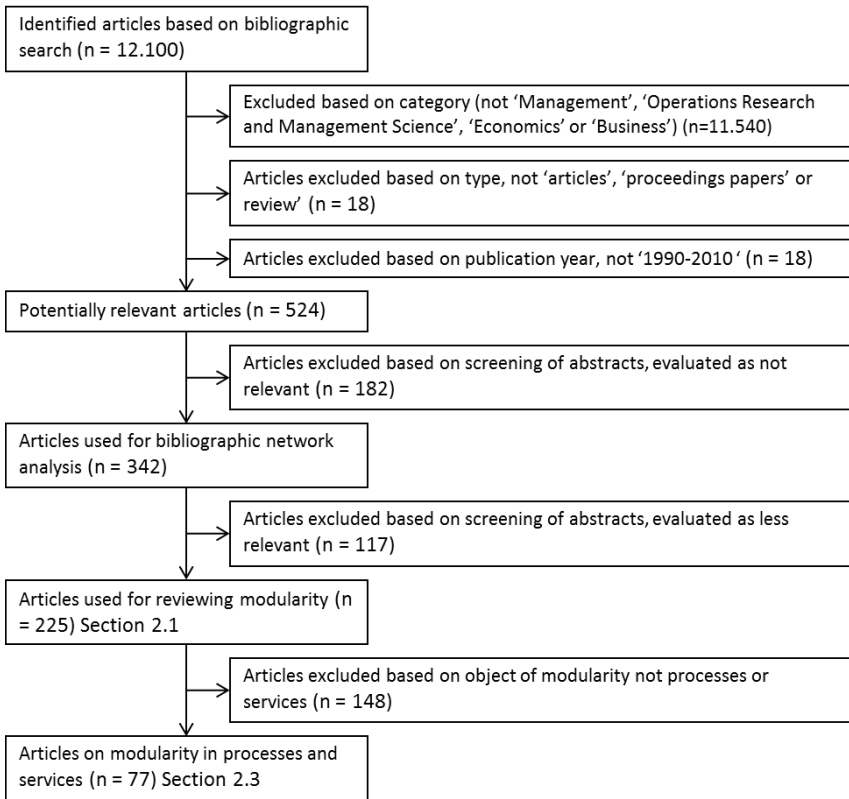 Identified articles based on bibliographic
search (n = 12.100)
Excluded based on category (not ‘Management’, ‘Operations Research
and Management Science’, ‘Economics’ or ‘Business’) (n=11.540)
Articles excluded based on type, not ‘articles’, ‘proceedings papers’ or
review’ (n = 18)
Articles excluded based on publication year, not ‘1990-2010 ‘ (n = 18)
Potentially relevant articles (n = 524)
Articles excluded based on screening of abstracts, evaluated as not
relevant (n = 182)
Articles used for bibliographic network
analysis (n = 342)
Articles excluded based on screening of abstracts, evaluated as less
relevant (n = 117)
Articles used for reviewing modularity (n
= 225) Section 2.1
Articles excluded based on object of modularity not processes or
services (n = 148)
Articles on modularity in processes and
services (n = 77) Section 2.3